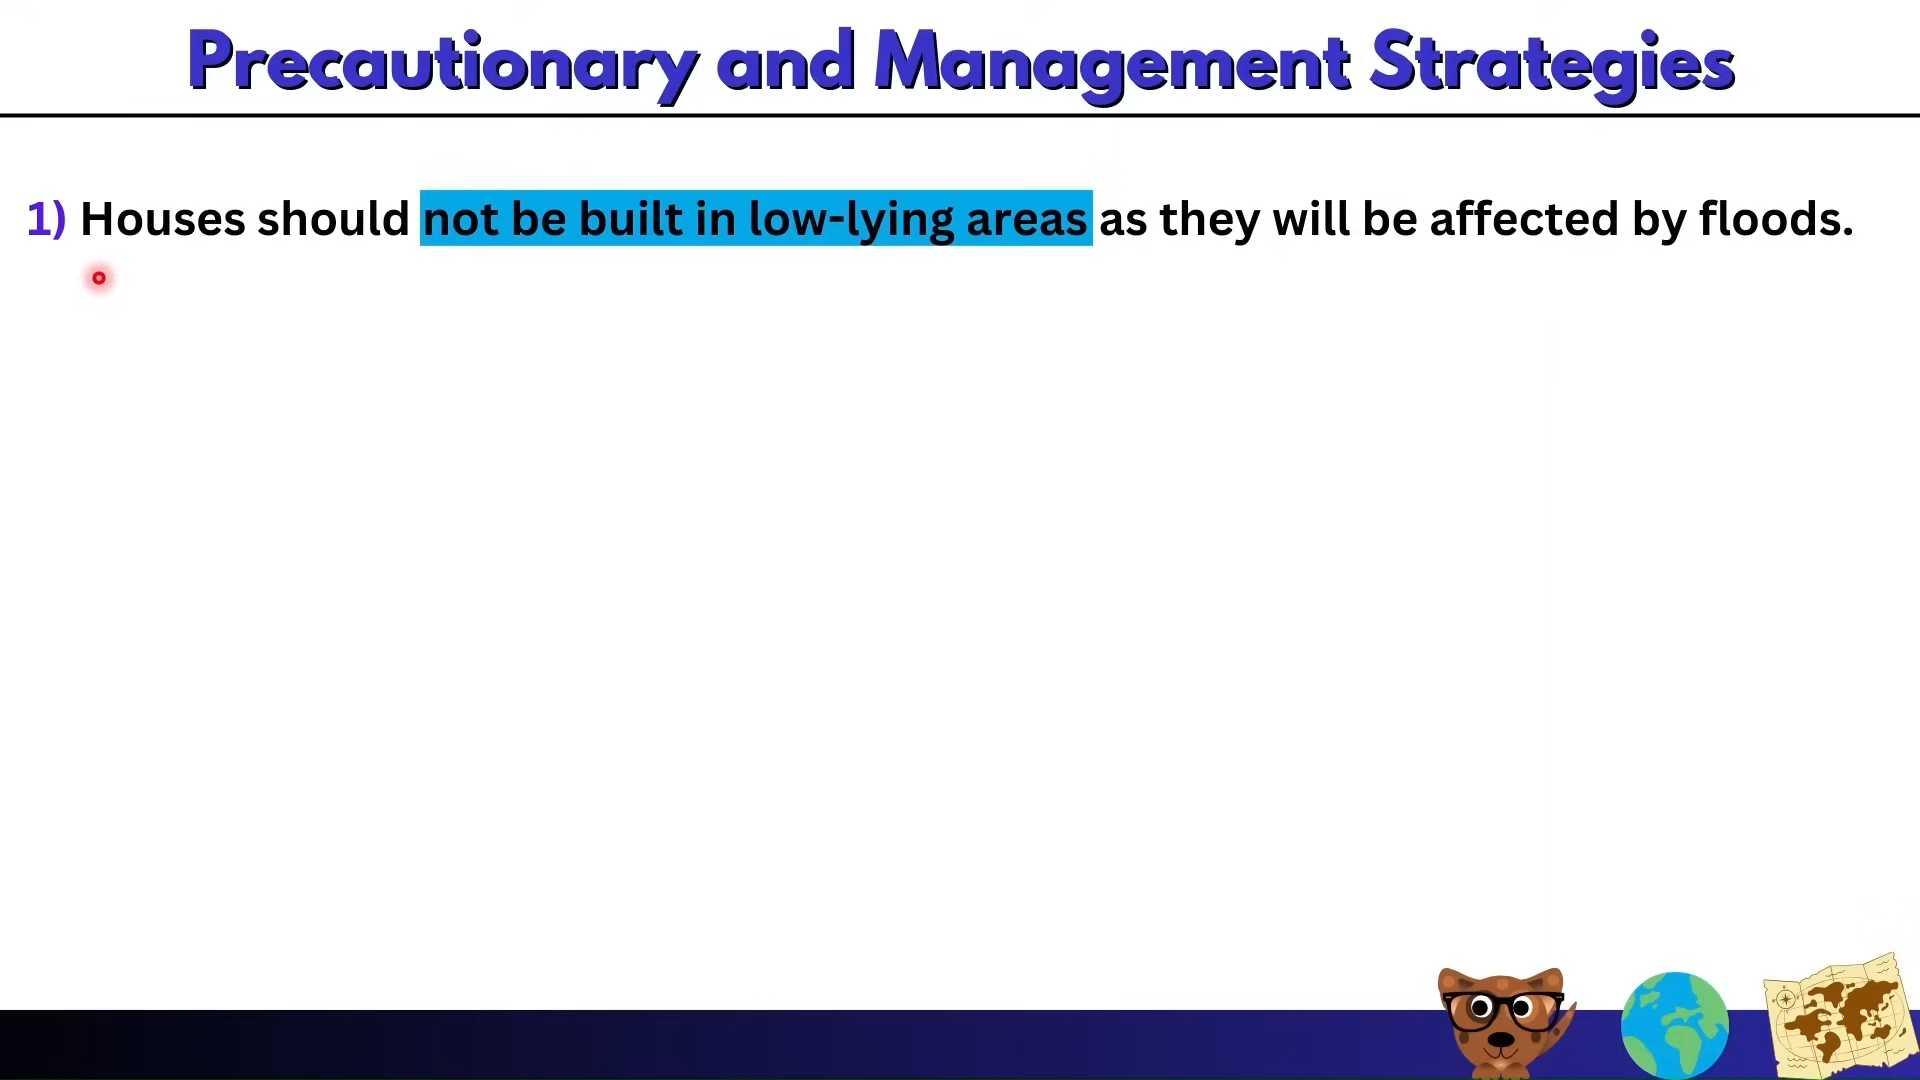 Precautionary and Management Strategies
1) Houses should not be built in low-lying areas as they will be affected by floods.